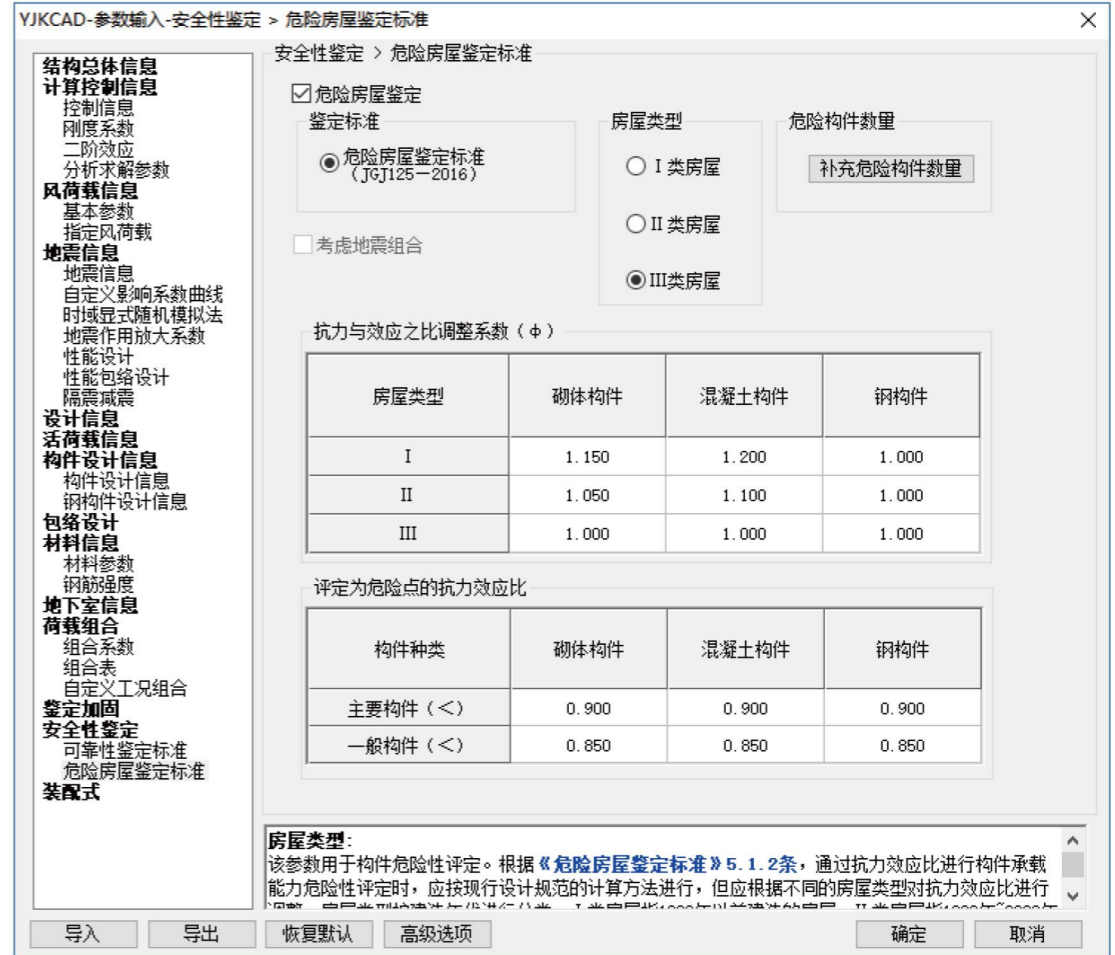 YJKCAD-参数输入-安全性鉴定 > 危险房屋鉴定标准
结构总体信息
计算控制信息
控制信息
刚度系数
二阶效应
分析求解参数
风荷载信息
基本参数
指定风荷载
地震信息
地震信息
自定义影响系数曲线
时域显式随机模拟法
地震作用放大系数
性能设计
性能包络设计
隔震减震
设计信息
活荷载信息
构件设计信息
构件设计信息
钢构件设计信息
包络设计
材料信息
材料参数
钢筋强度
地下室信息
荷载组合
组合系数
组合表
自定义工况组合
鉴定加固
安全性鉴定
可靠性鉴定标准
危险房屋鉴定标准
装配式
安全性鉴定 > 危险房屋鉴定标准
危险房屋鉴定
鉴定标准
危险房屋鉴定标准
（JGJ125－2016）
考虑地震组合
房屋类型
I 类房屋
II 类房屋
III类房屋
危险构件数量
补充危险构件数量
抗力与效应之比调整系数（φ）
房屋类型 砌体构件 混凝土构件 钢构件
I 1.150 1.200 1.000
II 1.050 1.100 1.000
III 1.000 1.000 1.000
评定为危险点的抗力效应比
构件种类 砌体构件 混凝土构件 钢构件
主要构件（＜） 0.900 0.900 0.900
一般构件（＜） 0.850 0.850 0.850
房屋类型:
该参数用于构件危险性评定。根据《危险房屋鉴定标准》5.1.2条，通过抗力效应比进行构件承载
能力危险性评定时，应按现行设计规范的计算方法进行，但应根据不同的房屋类型对抗力效应比进行
导入 导出 恢复默认 高级选项 确定 取消